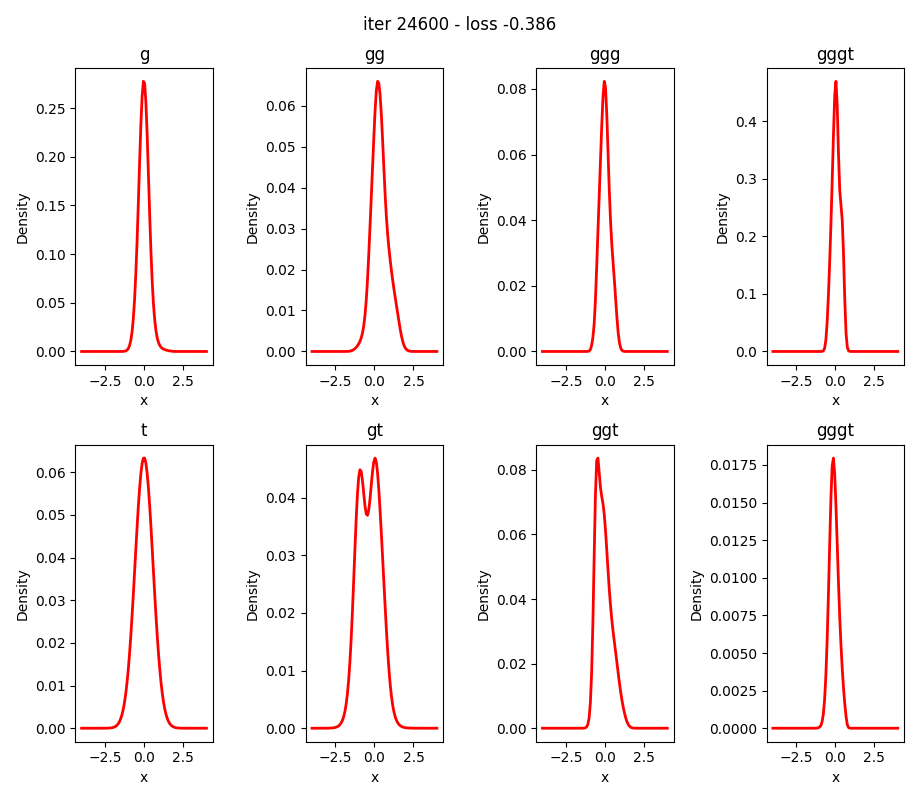 iter 24600 - loss -0.386
g
gg
ggg
gggt
0.25
0.20
0.15
0.10
0.05
0.00
Density
−2.5 0.0 2.5
x
0.06
0.05
0.04
0.03
0.02
0.01
0.00
Density
−2.5 0.0 2.5
x
0.08
0.06
0.04
0.02
0.00
Density
−2.5 0.0 2.5
x
0.4
0.3
0.2
0.1
0.0
Density
−2.5 0.0 2.5
x
t
gt
ggt
gggt
0.06
0.05
0.04
0.03
0.02
0.01
0.00
Density
−2.5 0.0 2.5
x
0.04
0.03
0.02
0.01
0.00
Density
−2.5 0.0 2.5
x
0.08
0.06
0.04
0.02
0.00
Density
−2.5 0.0 2.5
x
0.0175
0.0150
0.0125
0.0100
0.0075
0.0050
0.0025
0.0000
Density
−2.5 0.0 2.5
x